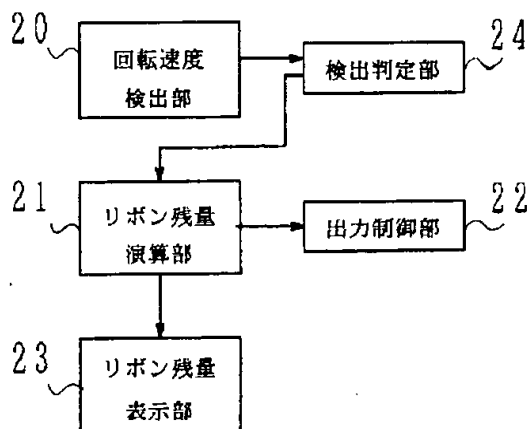 20
回転速度
検出部
検出判定部
24
21
リボン残量
演算部
出力制御部
22
23
リボン残量
表示部